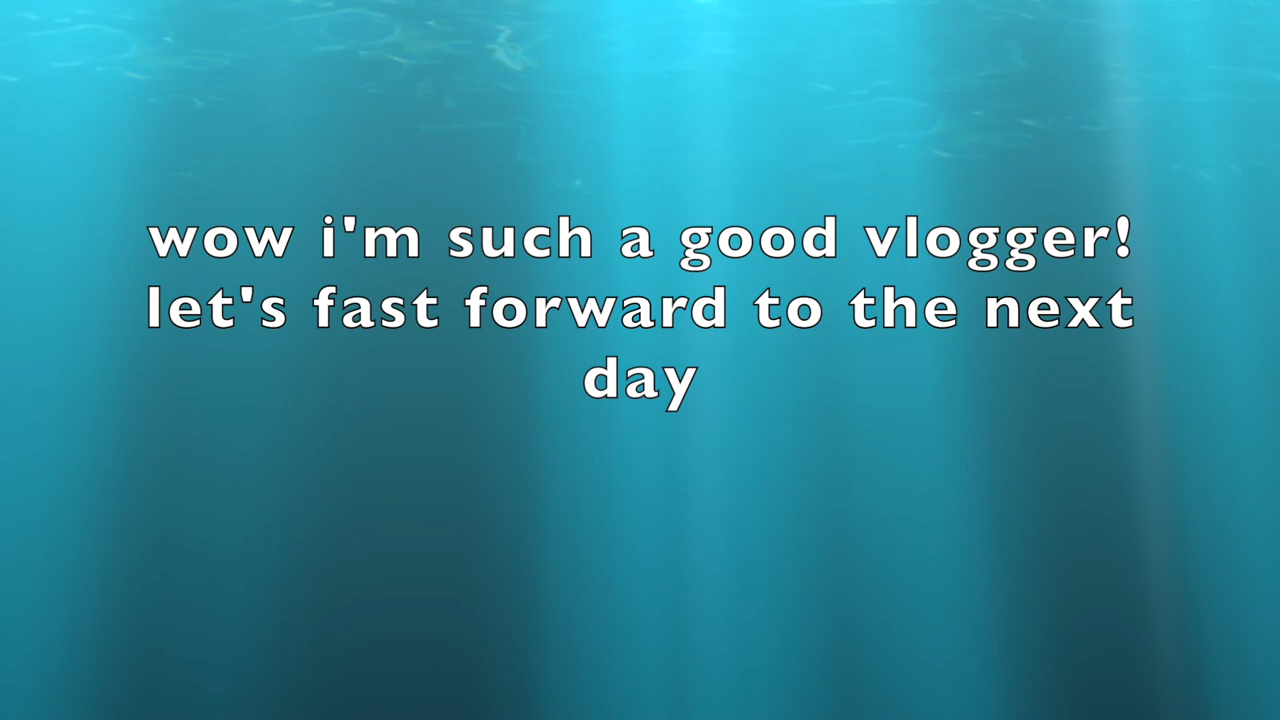 wow i'm such a good vlogger!
let's fast forward to the next
day